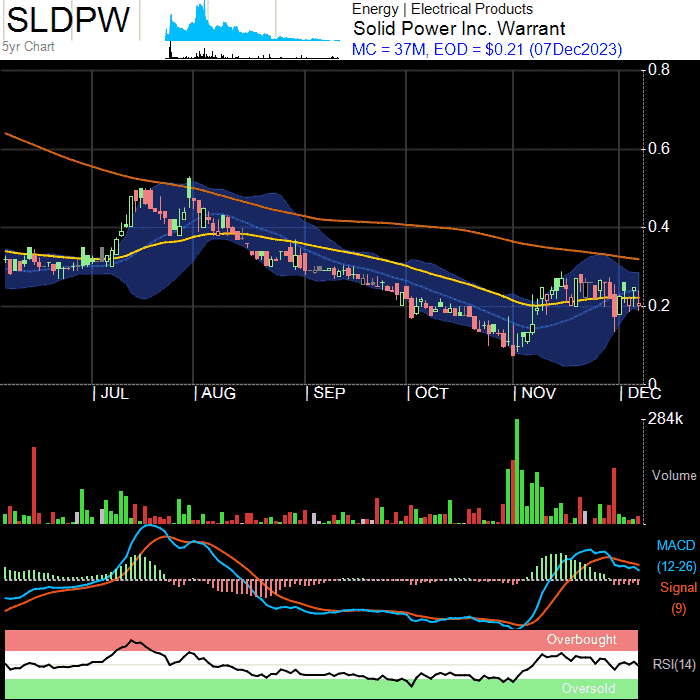 SLDPW
5yr Chart
Energy | Electrical Products
Solid Power Inc. Warrant
MC = 37M, EOD = $0.21 (07Dec2023)
0.8
0.6
0.4
0.2
0
JUL
AUG
SEP
OCT
NOV
DEC
284k
Volume
MACD
(12-26)
Signal
(9)
Overbought
RSI(14)
Oversold